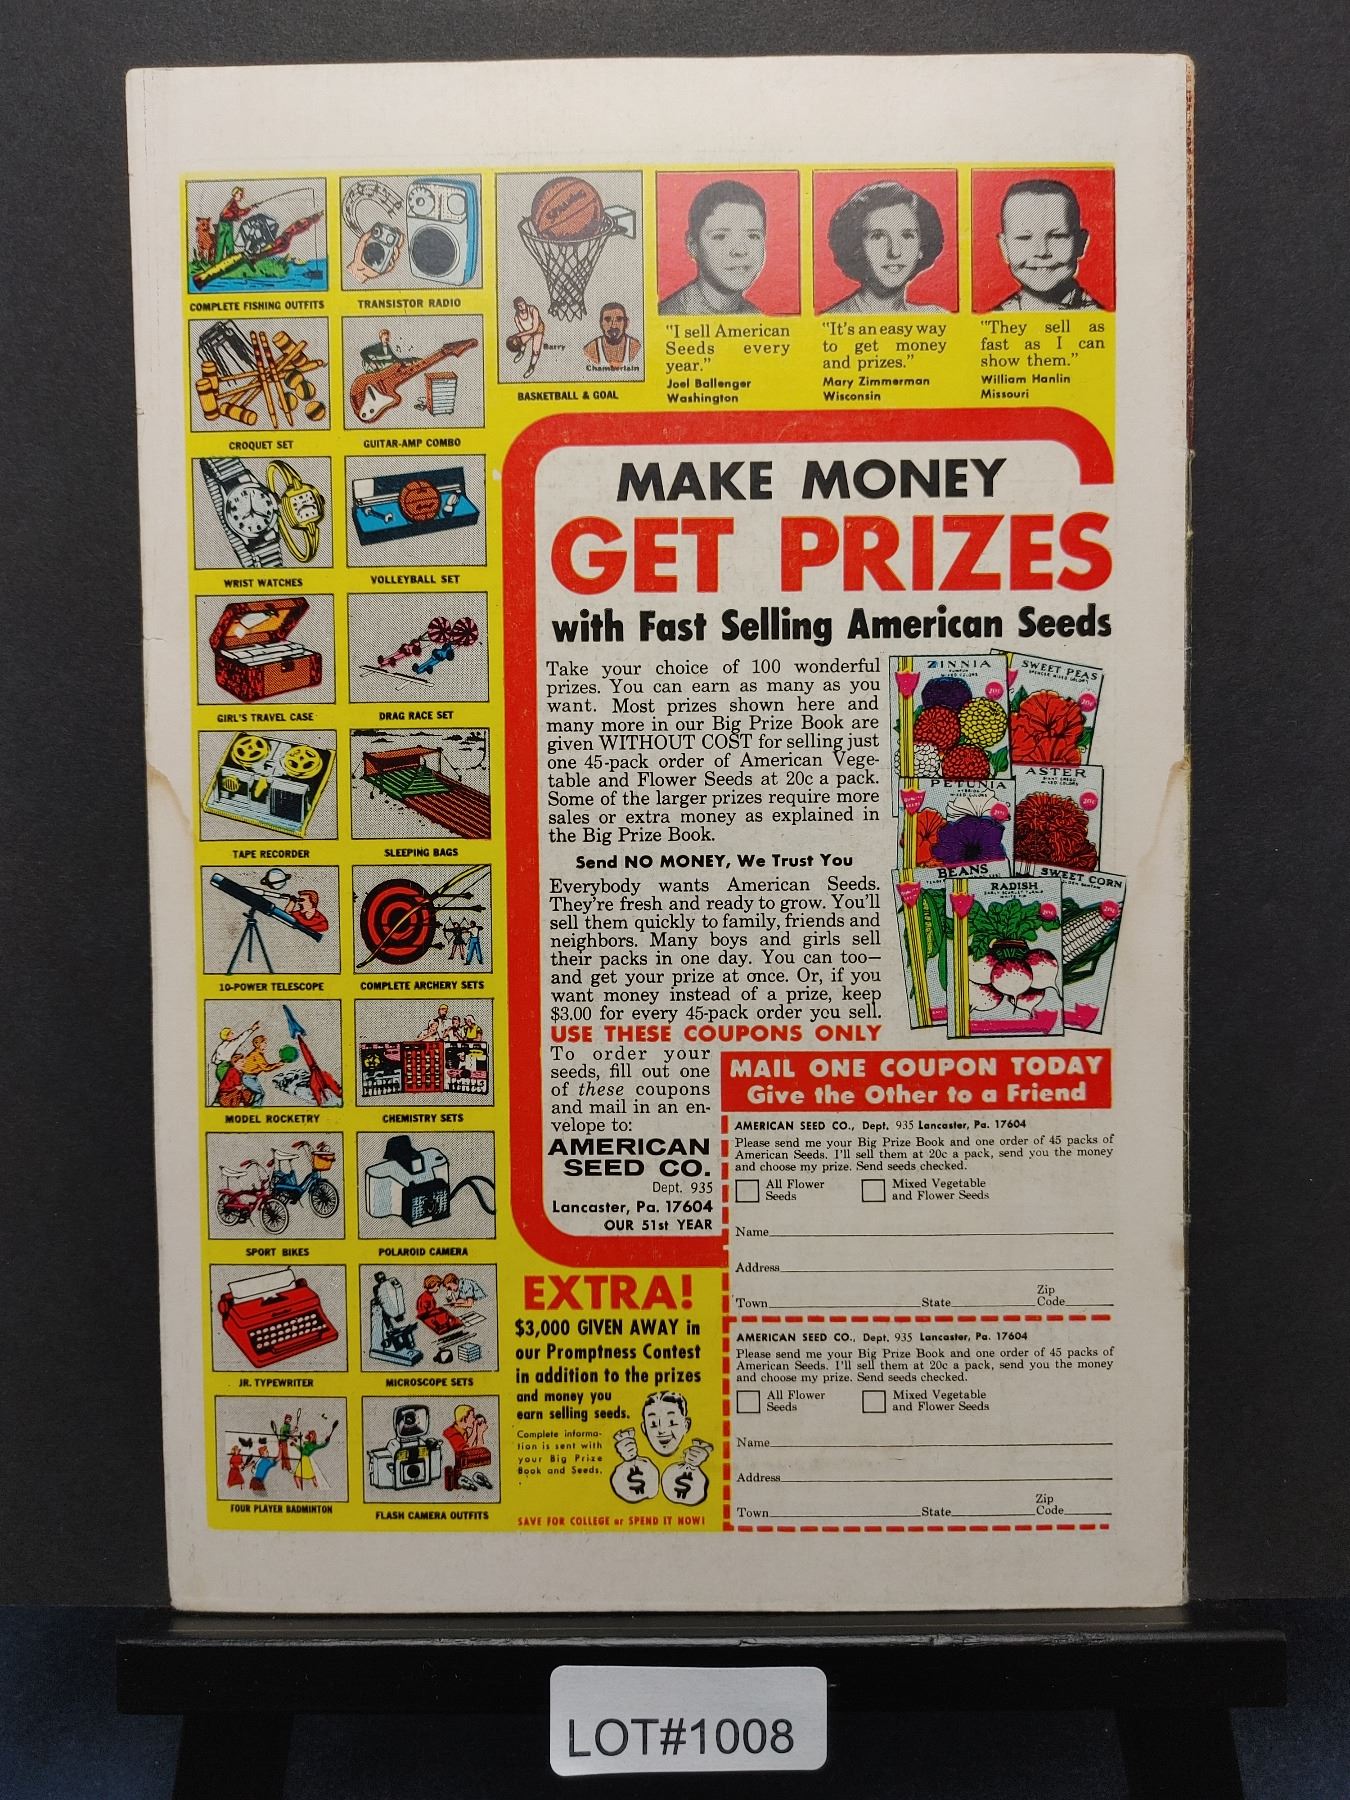 COMPLETE FISHING OUTFITS
TRANSISTOR RADIO
CROQUET SET
GUITAR-AMP COMBO
WRIST WATCHES
VOLLEYBALL SET
GIRL'S TRAVEL CASE
DRAG RACE SET
TAPE RECORDER
SLEEPING BAGS
10-POWER TELESCOPE
COMPLETE ARCHERY SETS
MODEL ROCKETRY
CHEMISTRY SETS
SPORT BIKES
POLAROID CAMERA
JR. TYPEWRITER
MICROSCOPE SETS
FOUR PLAYER BADMINTON
FLASH CAMERA OUTFITS
Barry
Chamberlain
BASKETBALL & GOAL
"I sell American
Seeds every
year."
Joel Ballenger
Washington
"It's an easy way
to get money
and prizes."
Mary Zimmerman
Wisconsin
"They sell as
fast as I can
show them."
William Hanlin
Missouri
MAKE MONEY
GET PRIZES
with Fast Selling American Seeds
Take your choice of 100 wonderful
prizes. You can earn as many as you
want. Most prizes shown here and
many more in our Big Prize Book are
given WITHOUT COST for selling just
one 45-pack order of American Vege-
table and Flower Seeds at 20c a pack.
Some of the larger prizes require more
sales or extra money as explained in
the Big Prize Book.
Send NO MONEY, We Trust You
Everybody wants American Seeds.
They're fresh and ready to grow. You'll
sell them quickly to family, friends and
neighbors. Many boys and girls sell
their packs in one day. You can too—
and get your prize at once. Or, if you
want money instead of a prize, keep
$3.00 for every 45-pack order you sell.
USE THESE COUPONS ONLY
ZINNIA
MIXED COLORS
20c
SWEET PEAS
SPENCER MIXED COLORS
20c
PETUNIA
MIXED COLORS
20c
ASTER
MIXED COLORS
20c
BEANS
RADISH
20c
SWEET CORN
20c
To order your
seeds, fill out one
of these coupons
and mail in an en-
velope to:
AMERICAN
SEED CO.
Dept. 935
Lancaster, Pa. 17604
OUR 51st YEAR
MAIL ONE COUPON TODAY
Give the Other to a Friend
AMERICAN SEED CO., Dept. 935 Lancaster, Pa. 17604
Please send me your Big Prize Book and one order of 45 packs of
American Seeds. I'll sell them at 20c a pack, send you the money
and choose my prize. Send seeds checked.
All Flower
Seeds
Mixed Vegetable
and Flower Seeds
Name
Address
Town State Zip Code
AMERICAN SEED CO., Dept. 935 Lancaster, Pa. 17604
Please send me your Big Prize Book and one order of 45 packs of
American Seeds. I'll sell them at 20c a pack, send you the money
and choose my prize. Send seeds checked.
All Flower
Seeds
Mixed Vegetable
and Flower Seeds
Name
Address
Town State Zip Code
EXTRA!
$3,000 GIVEN AWAY in
our Promptness Contest
in addition to the prizes
and money you
earn selling seeds.
Complete informa-
tion is sent with
your Big Prize
Book and Seeds.
$ $
SAVE FOR COLLEGE or SPEND IT NOW!
LOT#1008